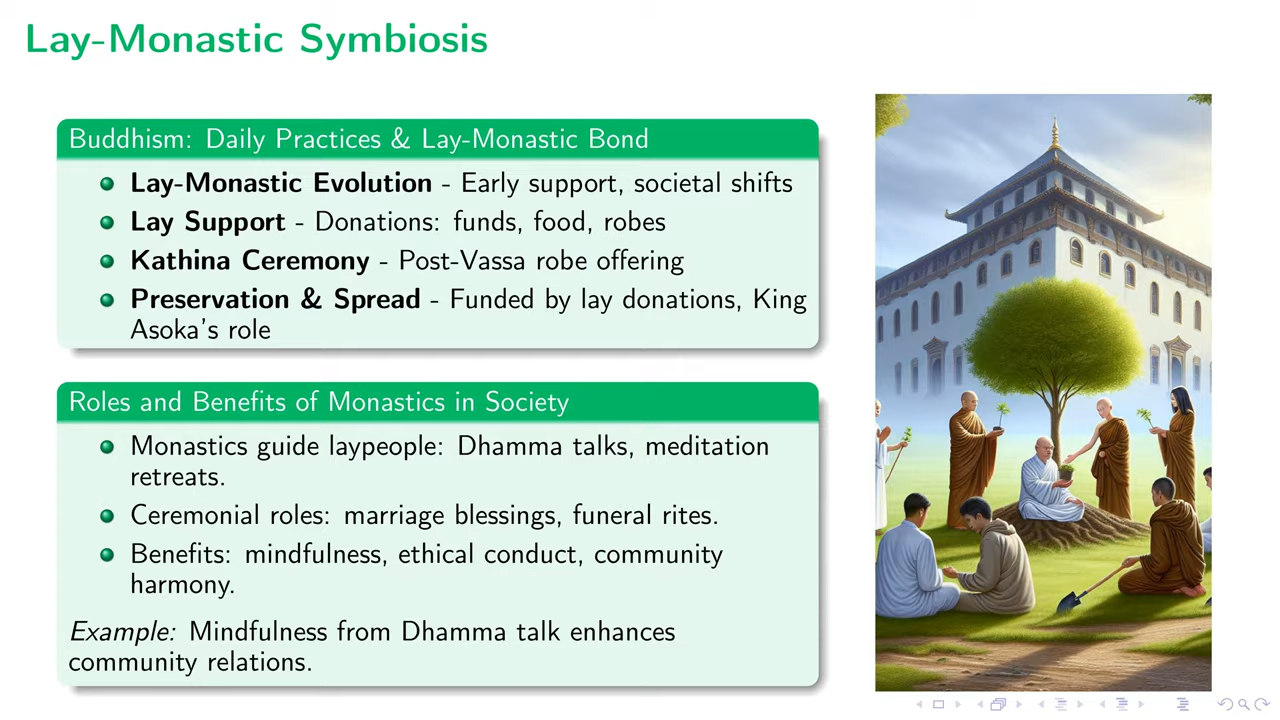 Lay-Monastic Symbiosis
Buddhism: Daily Practices & Lay-Monastic Bond
Lay-Monastic Evolution - Early support, societal shifts
Lay Support - Donations: funds, food, robes
Kathina Ceremony - Post-Vassa robe offering
Preservation & Spread - Funded by lay donations, King
Asoka's role
Roles and Benefits of Monastics in Society
Monastics guide laypeople: Dhamma talks, meditation
retreats.
Ceremonial roles: marriage blessings, funeral rites.
Benefits: mindfulness, ethical conduct, community
harmony.
Example: Mindfulness from Dhamma talk enhances
community relations.